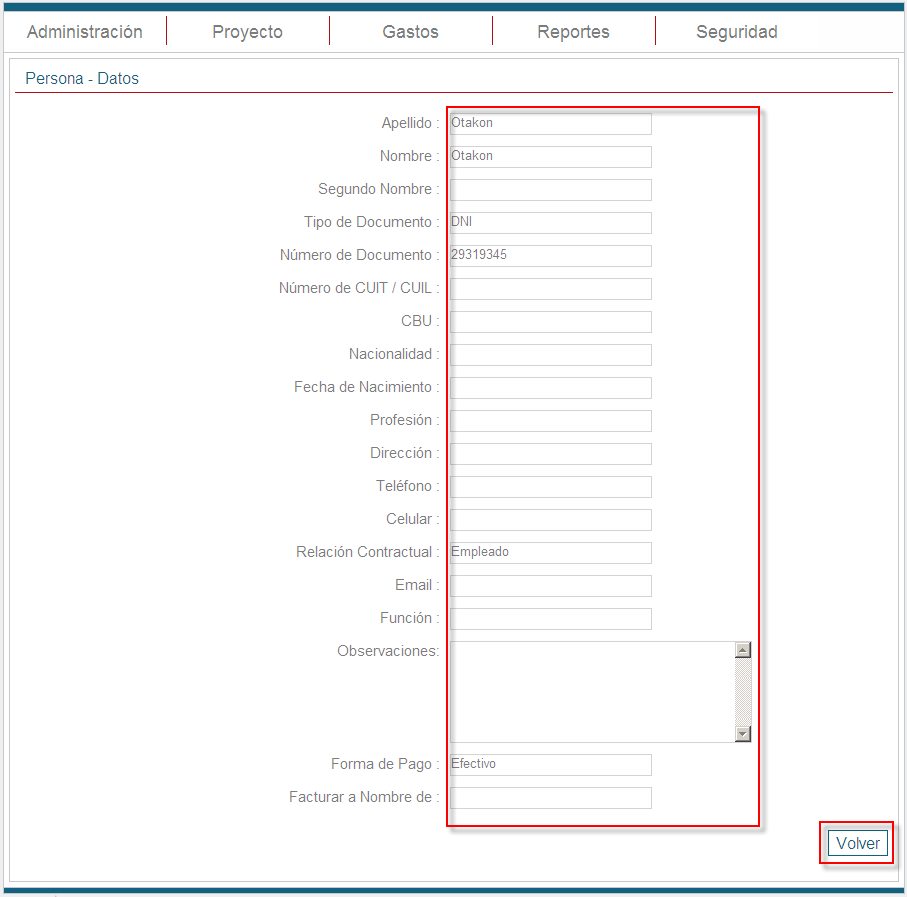 Administración Proyecto Gastos Reportes Seguridad
Persona - Datos
Apellido : Otakon
Nombre : Otakon
Segundo Nombre :
Tipo de Documento : DNI
Número de Documento : 29319345
Número de CUIT / CUIL :
CBU :
Nacionalidad :
Fecha de Nacimiento :
Profesión :
Dirección :
Teléfono :
Celular :
Relación Contractual : Empleado
Email :
Función :
Observaciones:
Forma de Pago : Efectivo
Facturar a Nombre de :
Volver